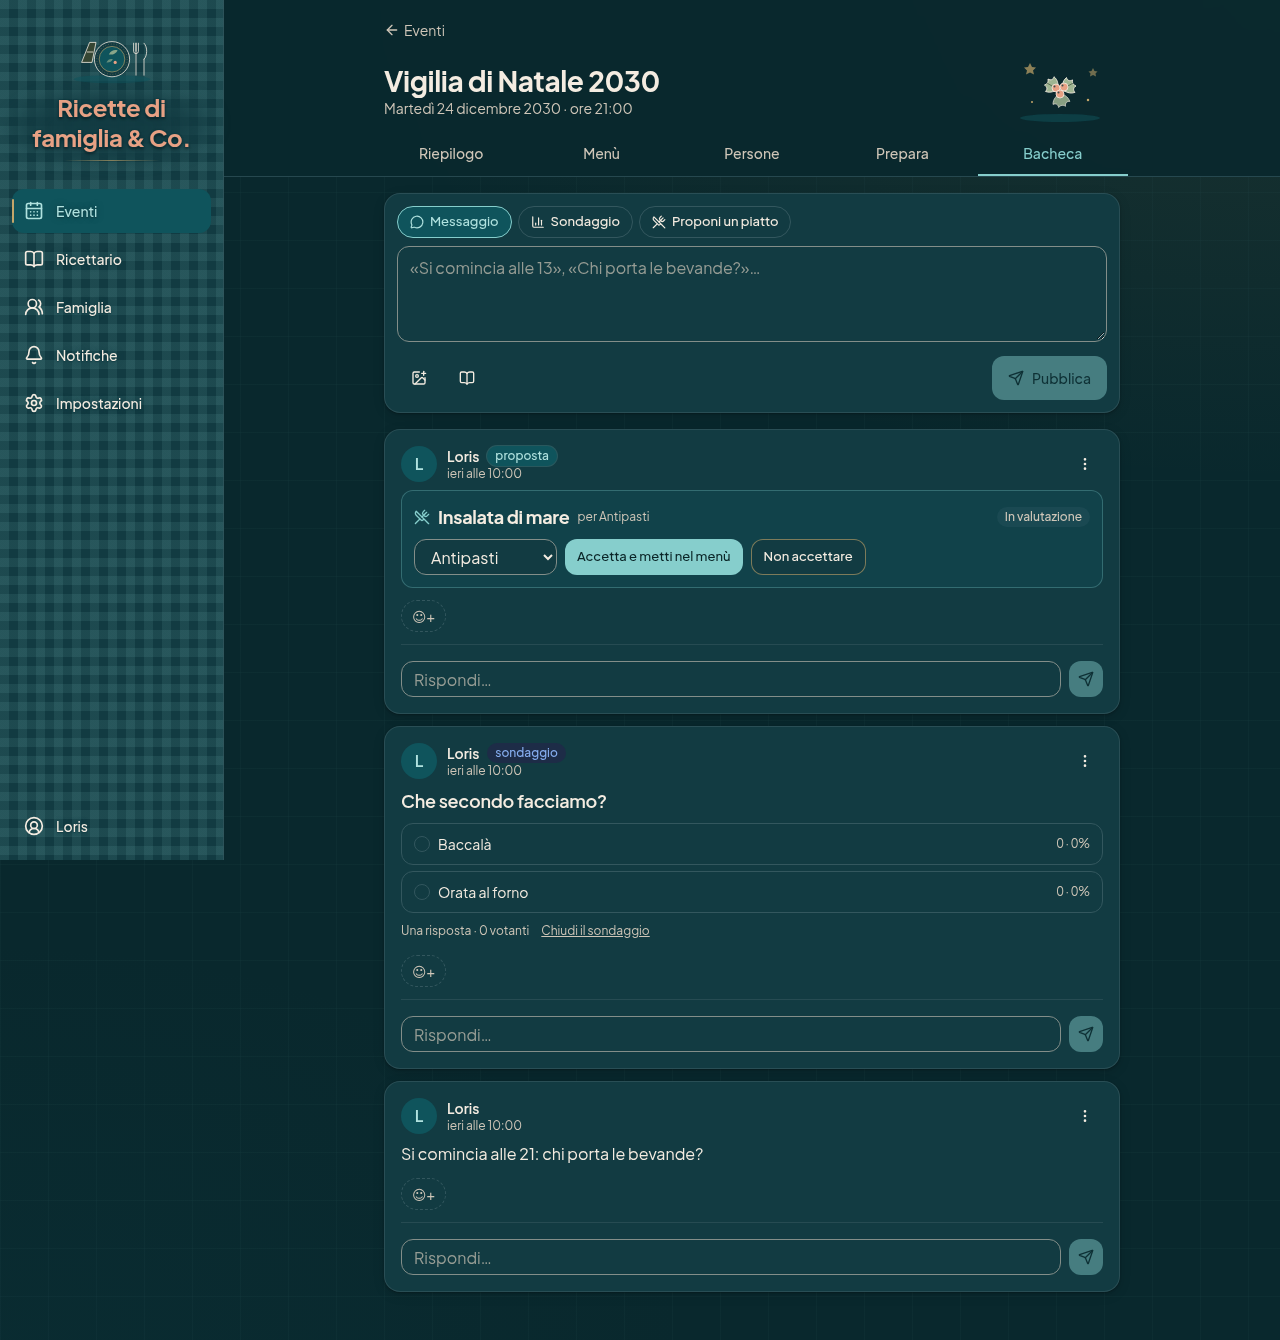 Ricette di
famiglia & Co.
Eventi
Ricettario
Famiglia
Notifiche
Impostazioni
Loris
Eventi
Vigilia di Natale 2030
Martedì 24 dicembre 2030 · ore 21:00
Riepilogo
Menù
Persone
Prepara
Bacheca
Messaggio
Sondaggio
Proponi un piatto
«Si comincia alle 13», «Chi porta le bevande?»…
Pubblica
L
Loris proposta
ieri alle 10:00
Insalata di mare per Antipasti
In valutazione
Antipasti
Accetta e metti nel menù
Non accettare
+
Rispondi…
L
Loris sondaggio
ieri alle 10:00
Che secondo facciamo?
Baccalà 0 · 0%
Orata al forno 0 · 0%
Una risposta · 0 votanti Chiudi il sondaggio
+
Rispondi…
L
Loris
ieri alle 10:00
Si comincia alle 21: chi porta le bevande?
+
Rispondi…